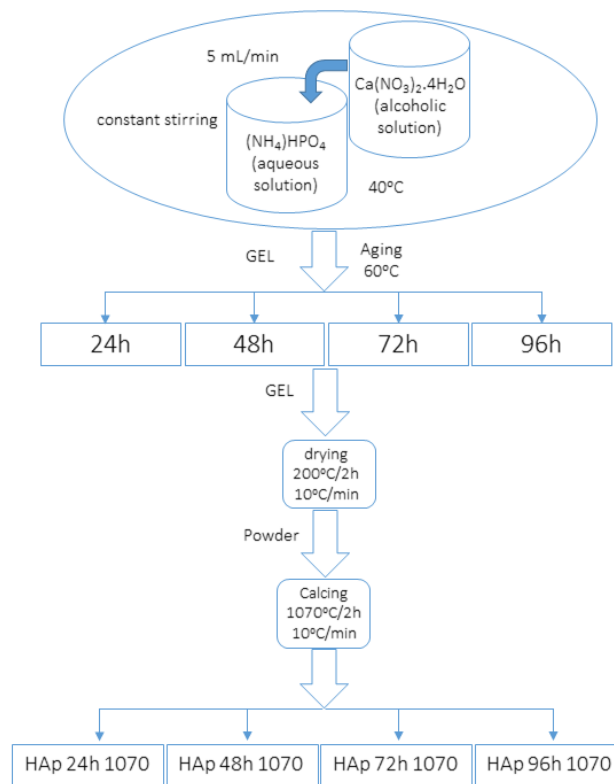 5 mL/min
Ca(NO₃)₂.4H₂O
(alcoholic
solution)
constant stirring
(NH₄)HPO₄
(aqueous
solution)
40ºC
GEL
Aging
60ºC
24h
48h
72h
96h
GEL
drying
200ºC/2h
10ºC/min
Powder
Calcing
1070ºC/2h
10ºC/min
HAp 24h 1070
HAp 48h 1070
HAp 72h 1070
HAp 96h 1070